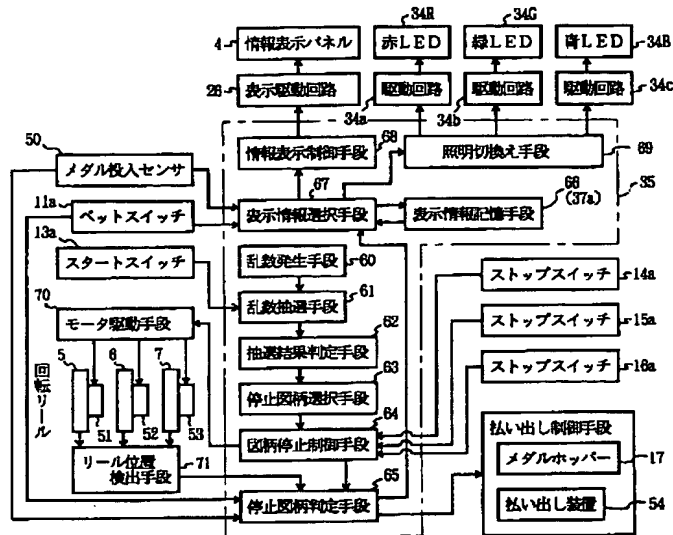 34R
34G
34B
4
情報表示パネル
赤LED
緑LED
青LED
26
表示駆動回路
駆動回路
駆動回路
駆動回路
34c
34a
34b
50
68
情報表示制御手段
照明切換え手段
69
メダル投入センサ
67
35
11a
ベットスイッチ
表示情報選択手段
表示情報記憶手段
66
(37a)
13a
スタートスイッチ
乱数発生手段
60
ストップスイッチ
14a
70
乱数抽選手段
61
モータ駆動手段
62
ストップスイッチ
15a
抽選結果判定手段
回転リール
5
6
7
63
ストップスイッチ
16a
停止図柄選択手段
51
52
53
64
払い出し制御手段
図柄停止制御手段
メダルホッパー
17
リール位置
検出手段
71
65
停止図柄判定手段
払い出し装置
54